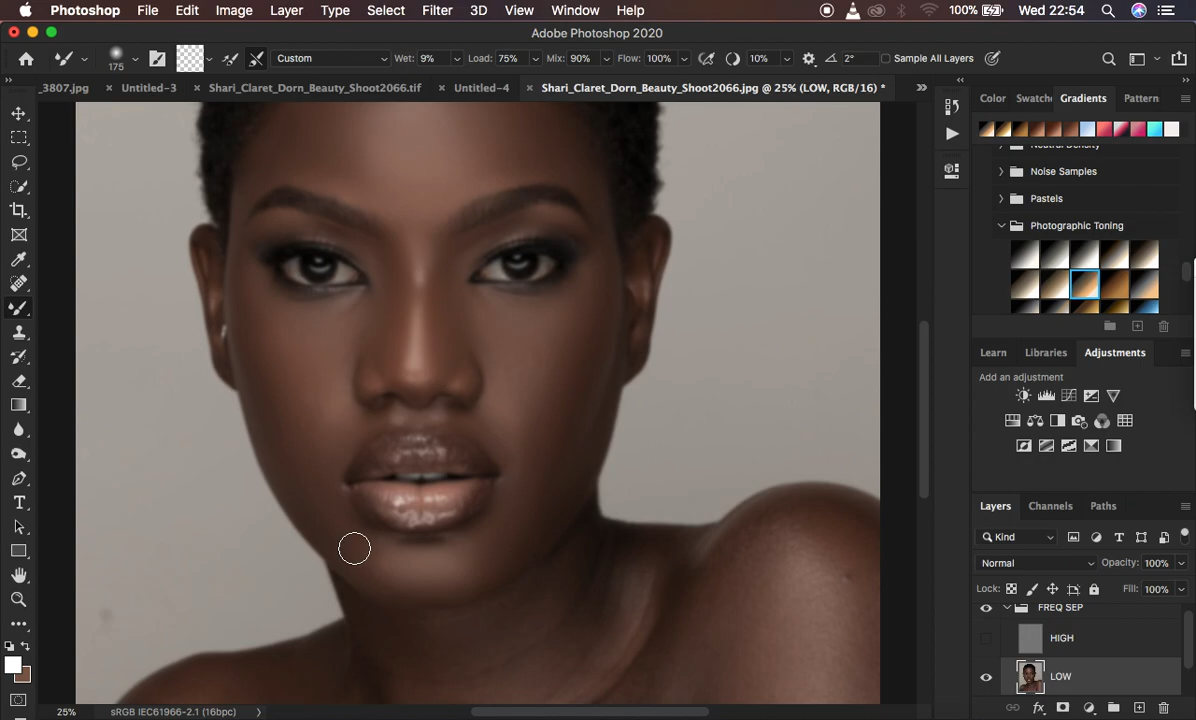 Photoshop File Edit Image Layer Type Select Filter 3D View Window Help 100% Wed 22:54
Adobe Photoshop 2020
175 Custom Wet: 9% Load: 75% Mix: 90% Flow: 100% 10% 2° Sample All Layers
_3807.jpg × Untitled-3 × Shari_Claret_Dorn_Beauty_Shoot2066.tif × Untitled-4 × Shari_Claret_Dorn_Beauty_Shoot2066.jpg @ 25% (LOW, RGB/16) *
Color Swatch Gradients Pattern
Neutral Density
Noise Samples
Pastels
Photographic Toning
Learn Libraries Adjustments
Add an adjustment
Layers Channels Paths
Kind
Normal Opacity: 100%
Lock: Fill: 100%
FREQ SEP
HIGH
LOW
25% sRGB IEC61966-2.1 (16bpc)